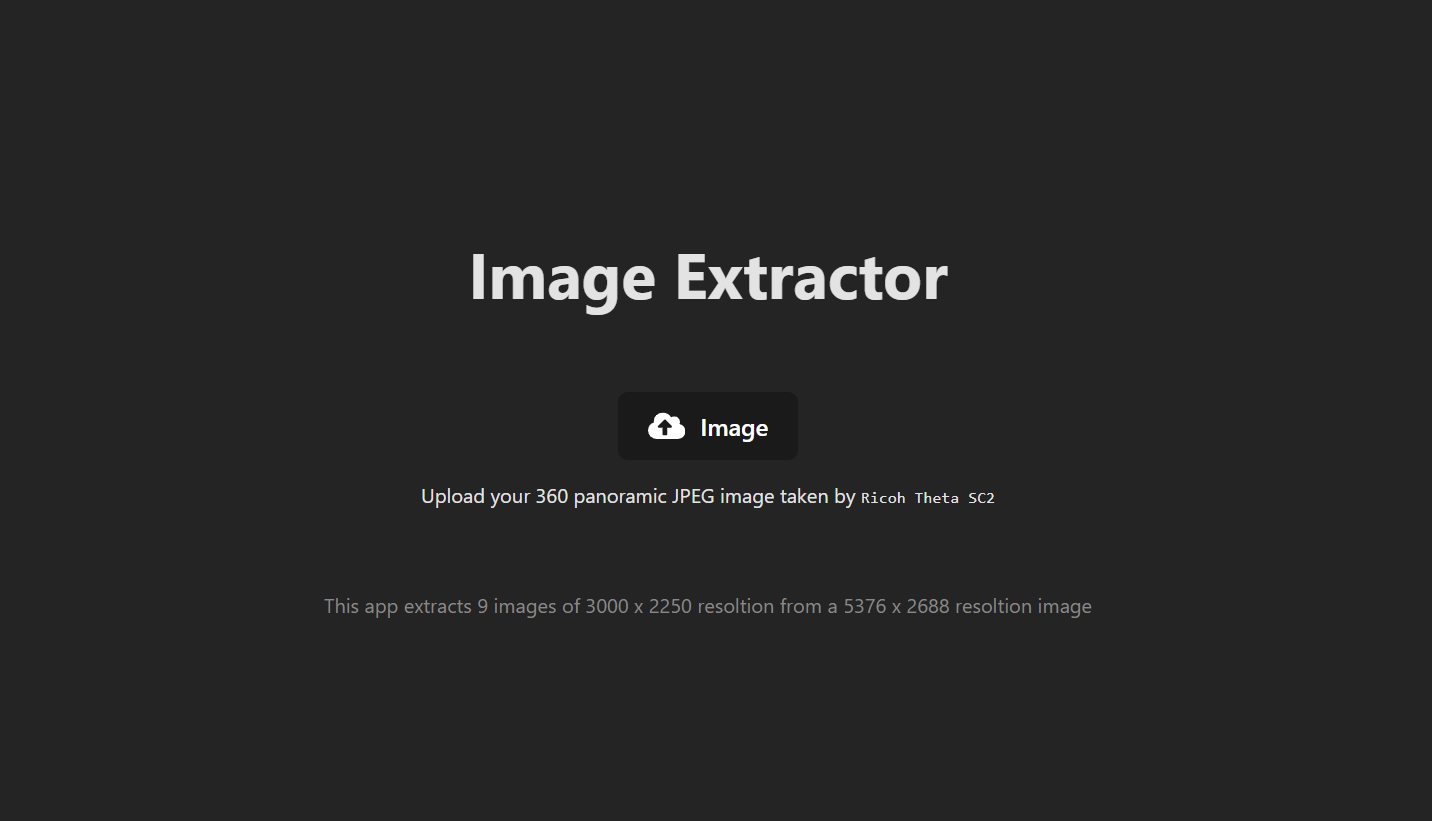 Image Extractor
Image
Upload your 360 panoramic JPEG image taken by Ricoh Theta SC2
This app extracts 9 images of 3000 x 2250 resoltion from a 5376 x 2688 resoltion image